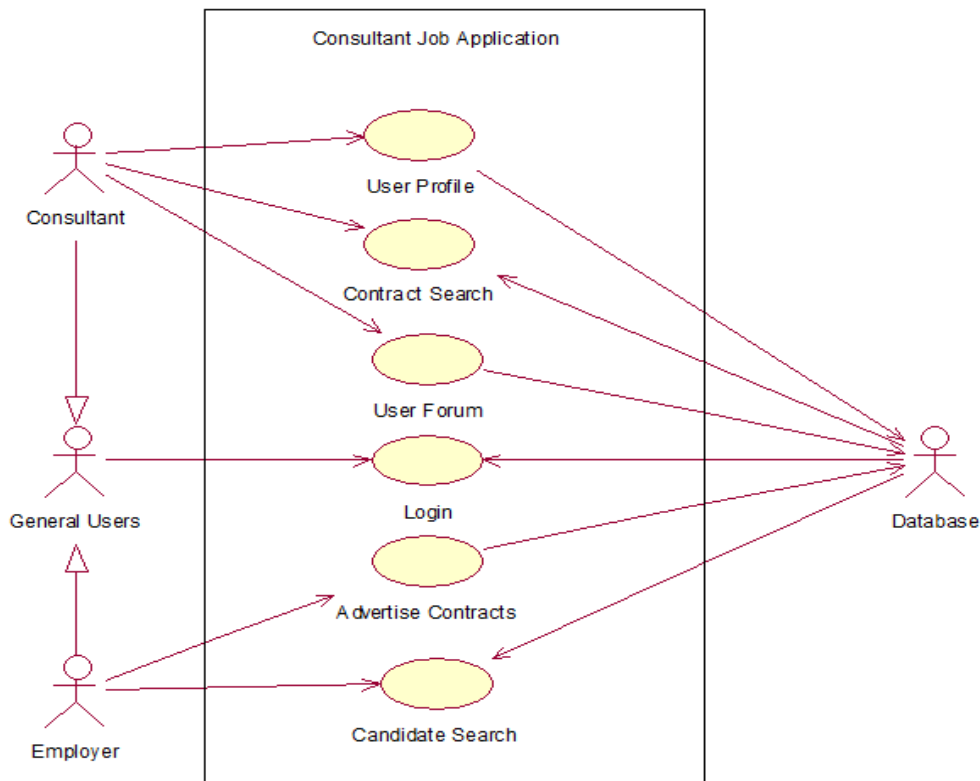 Consultant Job Application
User Profile
Consultant
Contract Search
User Forum
General Users
Login
Database
Advertise Contracts
Employer
Candidate Search